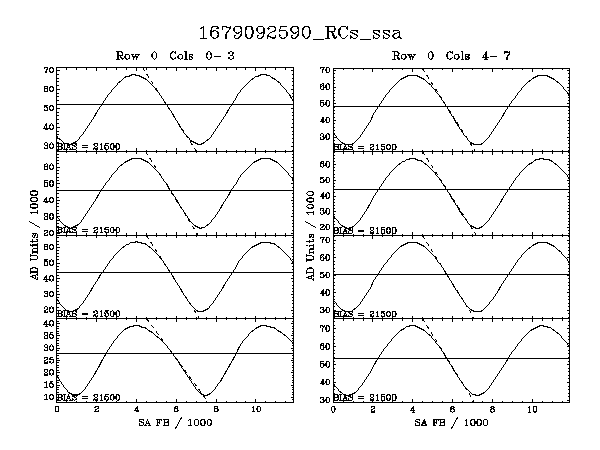 1679092590_RCs_ssa
Row 0 Cols 0- 3
Row 0 Cols 4- 7
70
60
50
40
30
BIAS = 21500
70
60
50
40
30
BIAS = 21500
60
50
40
30
20
BIAS = 21500
60
50
40
30
20
BIAS = 21500
60
50
40
30
20
BIAS = 21500
70
60
50
40
30
BIAS = 21500
40
35
30
25
20
15
10
BIAS = 21500
70
60
50
40
30
BIAS = 21500
AD Units / 1000
AD Units / 1000
0 2 4 6 8 10
0 2 4 6 8 10
SA FB / 1000
SA FB / 1000